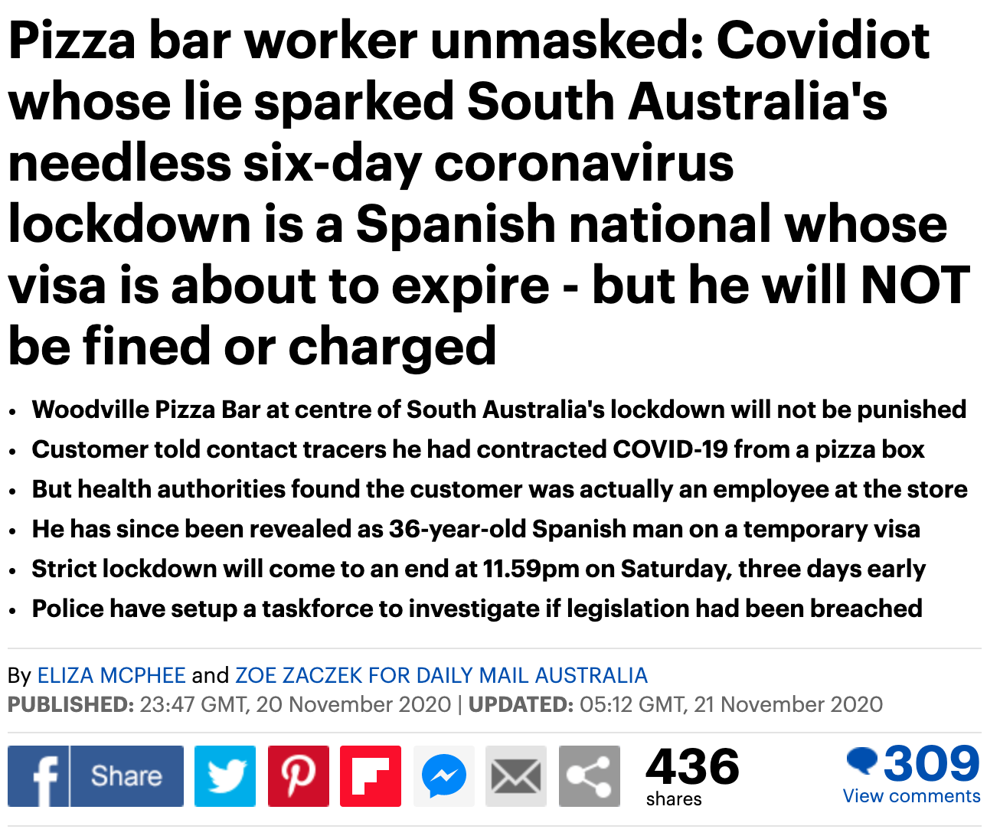 Pizza bar worker unmasked: Covidiot
whose lie sparked South Australia's
needless six-day coronavirus
lockdown is a Spanish national whose
visa is about to expire - but he will NOT
be fined or charged
• Woodville Pizza Bar at centre of South Australia's lockdown will not be punished
• Customer told contact tracers he had contracted COVID-19 from a pizza box
• But health authorities found the customer was actually an employee at the store
• He has since been revealed as 36-year-old Spanish man on a temporary visa
• Strict lockdown will come to an end at 11.59pm on Saturday, three days early
• Police have setup a taskforce to investigate if legislation had been breached
By ELIZA MCPHEE and ZOE ZACZEK FOR DAILY MAIL AUSTRALIA
PUBLISHED: 23:47 GMT, 20 November 2020 | UPDATED: 05:12 GMT, 21 November 2020
f Share
436
shares
309
View comments